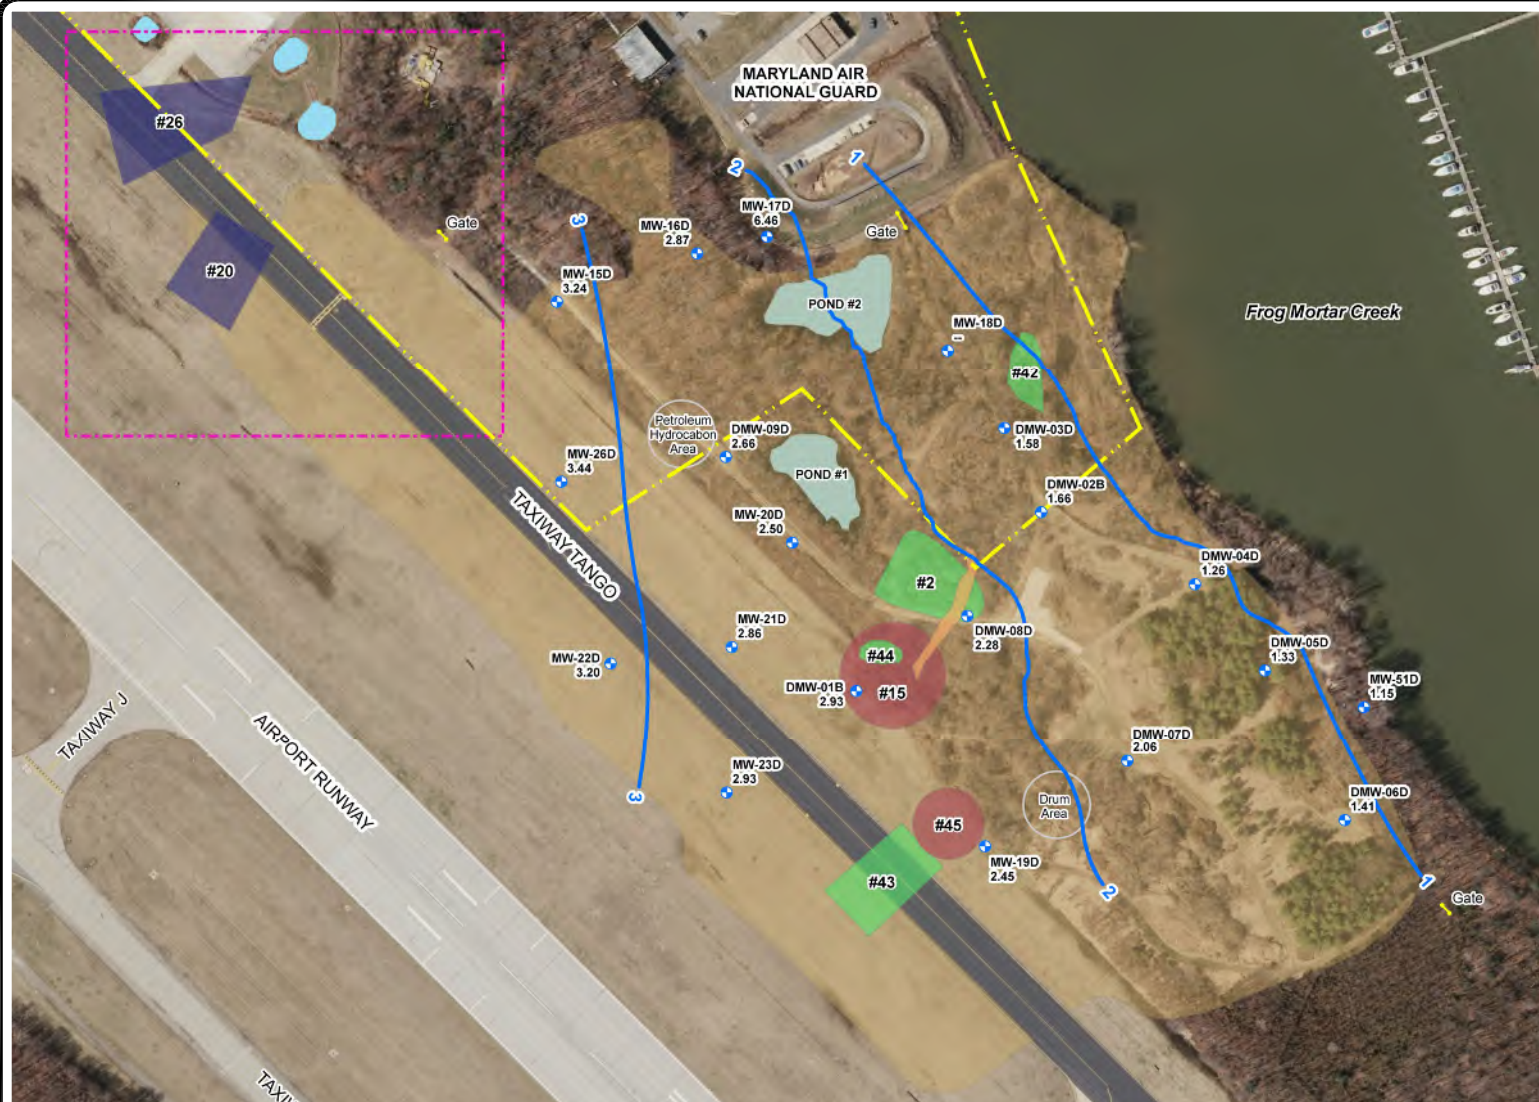 MARYLAND AIR
NATIONAL GUARD
#26
2
1
MW-17D
6.46
3
Gate
MW-16D
2.87
Gate
#20
MW-15D
3.24
POND #2
Frog Mortar Creek
MW-18D
--
#42
Petroleum
Hydrocabon
Area
DMW-09D
2.66
DMW-03D
1.58
MW-26D
3.44
POND #1
DMW-02B
1.66
TAXIWAY TANGO
MW-20D
2.50
DMW-04D
1.26
#2
MW-21D
2.86
DMW-08D
2.28
DMW-05D
1.33
MW-22D
3.20
#44
DMW-01B
2.93
#15
MW-51D
1.15
TAXIWAY J
AIRPORT RUNWAY
DMW-07D
2.06
MW-23D
2.93
3
Drum
Area
DMW-06D
1.41
#45
MW-19D
2.45
#43
2
1
Gate